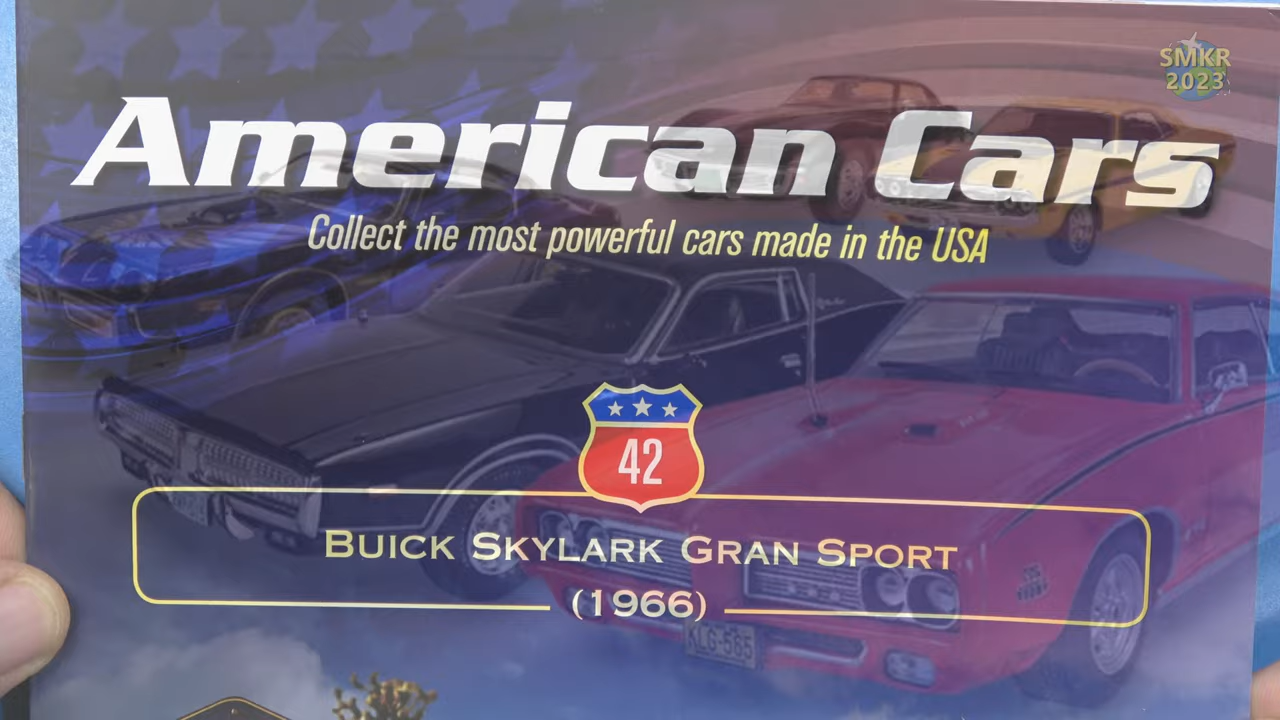 SMKR
2023
American Cars
Collect the most powerful cars made in the USA
42
BUICK SKYLARK GRAN SPORT
(1966)
KLG-565